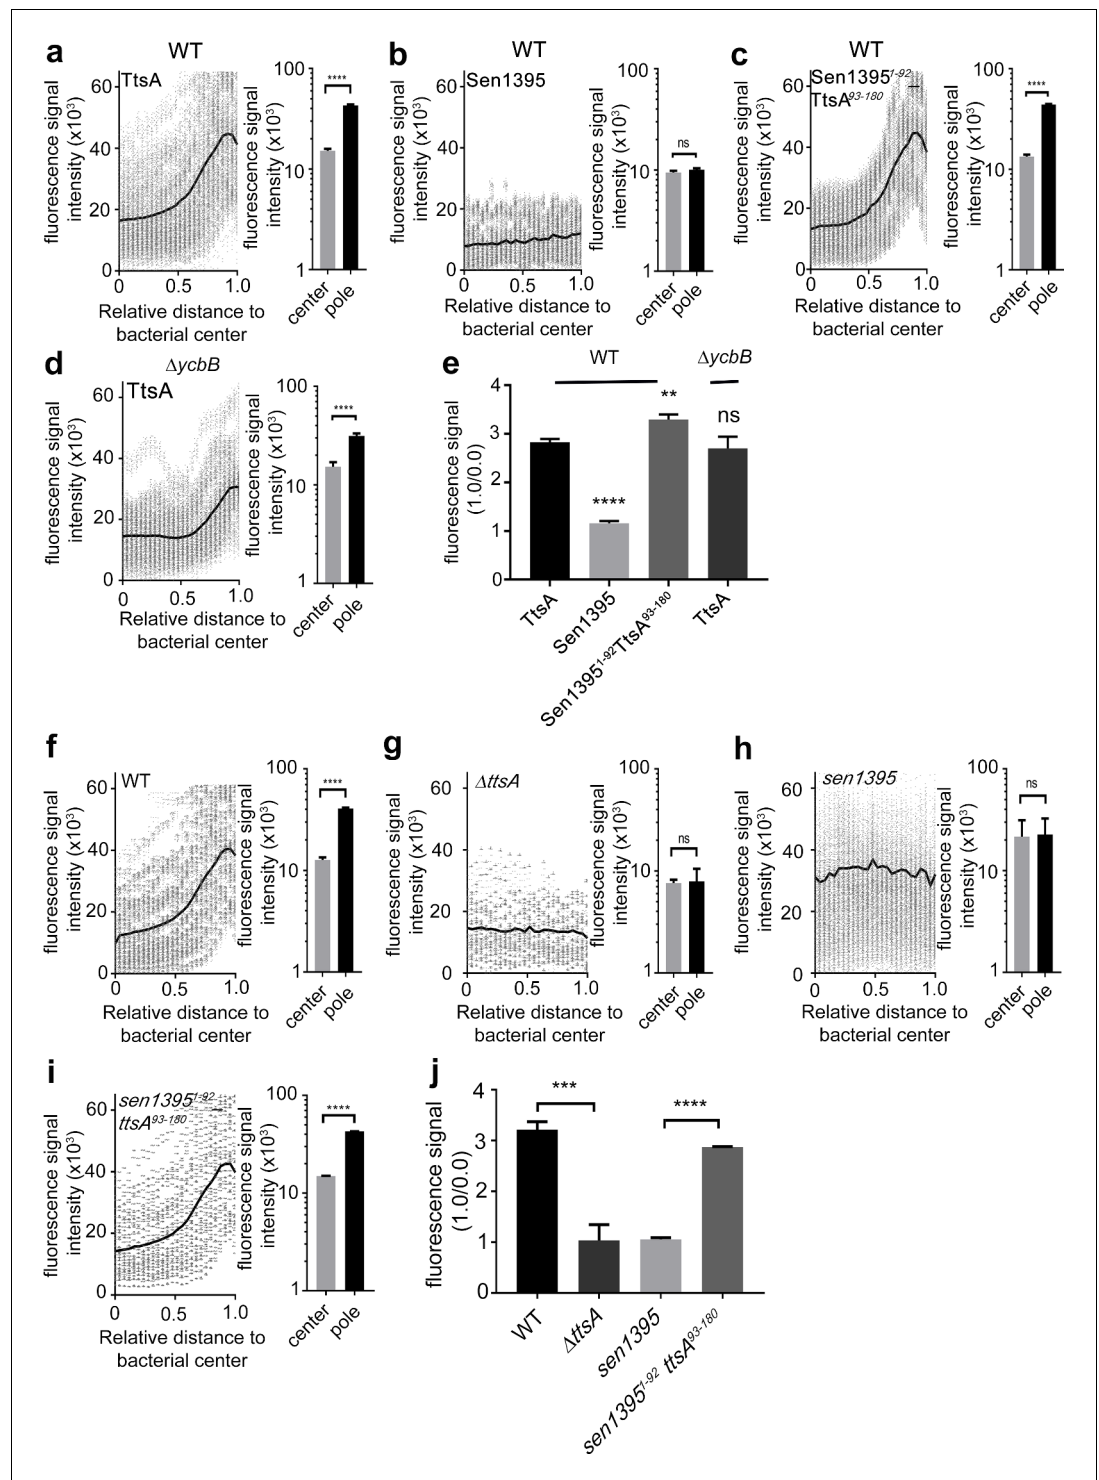 a
WT
TtsA
fluorescence signal
intensity (x10³)
60
40
20
0
0
0.5
1.0
Relative distance to
bacterial center
fluorescence signal
intensity (x10³)
100
10
1
****
center
pole
b
WT
Sen1395
fluorescence signal
intensity (x10³)
60
40
20
0
0
0.5
1.0
Relative distance to
bacterial center
fluorescence signal
intensity (x10³)
100
10
1
ns
center
pole
c
WT
Sen1395¹⁻⁹²
TtsA⁹³⁻¹⁸⁰
fluorescence signal
intensity (x10³)
60
40
20
0
0
0.5
1.0
Relative distance to
bacterial center
fluorescence signal
intensity (x10³)
100
10
1
****
center
pole
d
ΔycbB
TtsA
fluorescence signal
intensity (x10³)
60
40
20
0
0
0.5
1.0
Relative distance to
bacterial center
fluorescence signal
intensity (x10³)
100
10
1
****
center
pole
e
WT
ΔycbB
fluorescence signal
(1.0/0.0)
4
3
2
1
0
****
**
ns
TtsA
Sen1395
Sen1395¹⁻⁹²TtsA⁹³⁻¹⁸⁰
TtsA
f
WT
fluorescence signal
intensity (x10³)
60
40
20
0
0
0.5
1.0
Relative distance to
bacterial center
fluorescence signal
intensity (x10³)
100
10
1
****
center
pole
g
ΔttsA
fluorescence signal
intensity (x10³)
60
40
20
0
0
0.5
1.0
Relative distance to
bacterial center
fluorescence signal
intensity (x10³)
100
10
1
ns
center
pole
h
sen1395
fluorescence signal
intensity (x10³)
60
40
20
0
0
0.5
1.0
Relative distance to
bacterial center
fluorescence signal
intensity (x10³)
100
10
1
ns
center
pole
i
sen1395¹⁻⁹²
ttsA⁹³⁻¹⁸⁰
fluorescence signal
intensity (x10³)
60
40
20
0
0
0.5
1.0
Relative distance to
bacterial center
fluorescence signal
intensity (x10³)
100
10
1
****
center
pole
j
fluorescence signal
(1.0/0.0)
4
3
2
1
0
***
****
WT
ΔttsA
sen1395
sen1395¹⁻⁹² ttsA⁹³⁻¹⁸⁰